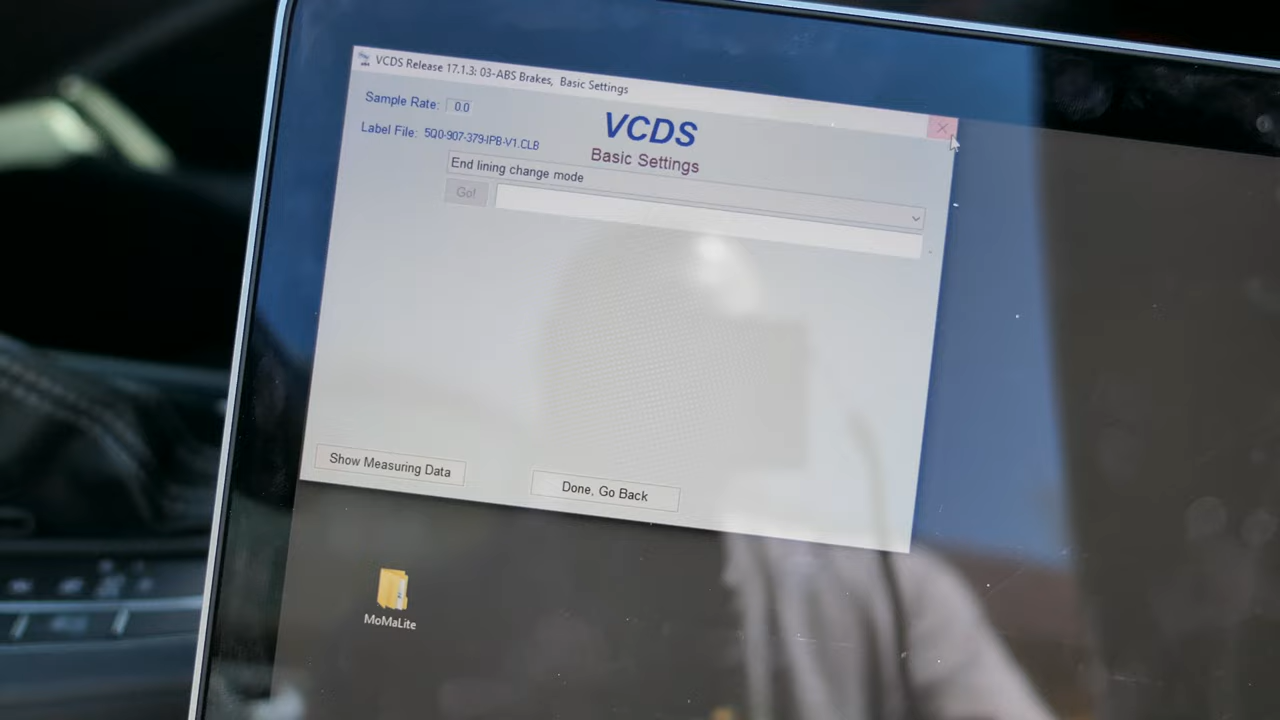 VCDS Release 17.1.3: 03-ABS Brakes, Basic Settings
Sample Rate: 0.0
VCDS
Label File: 5Q0-907-379-IPB-V1.CLB
Basic Settings
End lining change mode
Go!
Show Measuring Data
Done, Go Back
MoMaLite